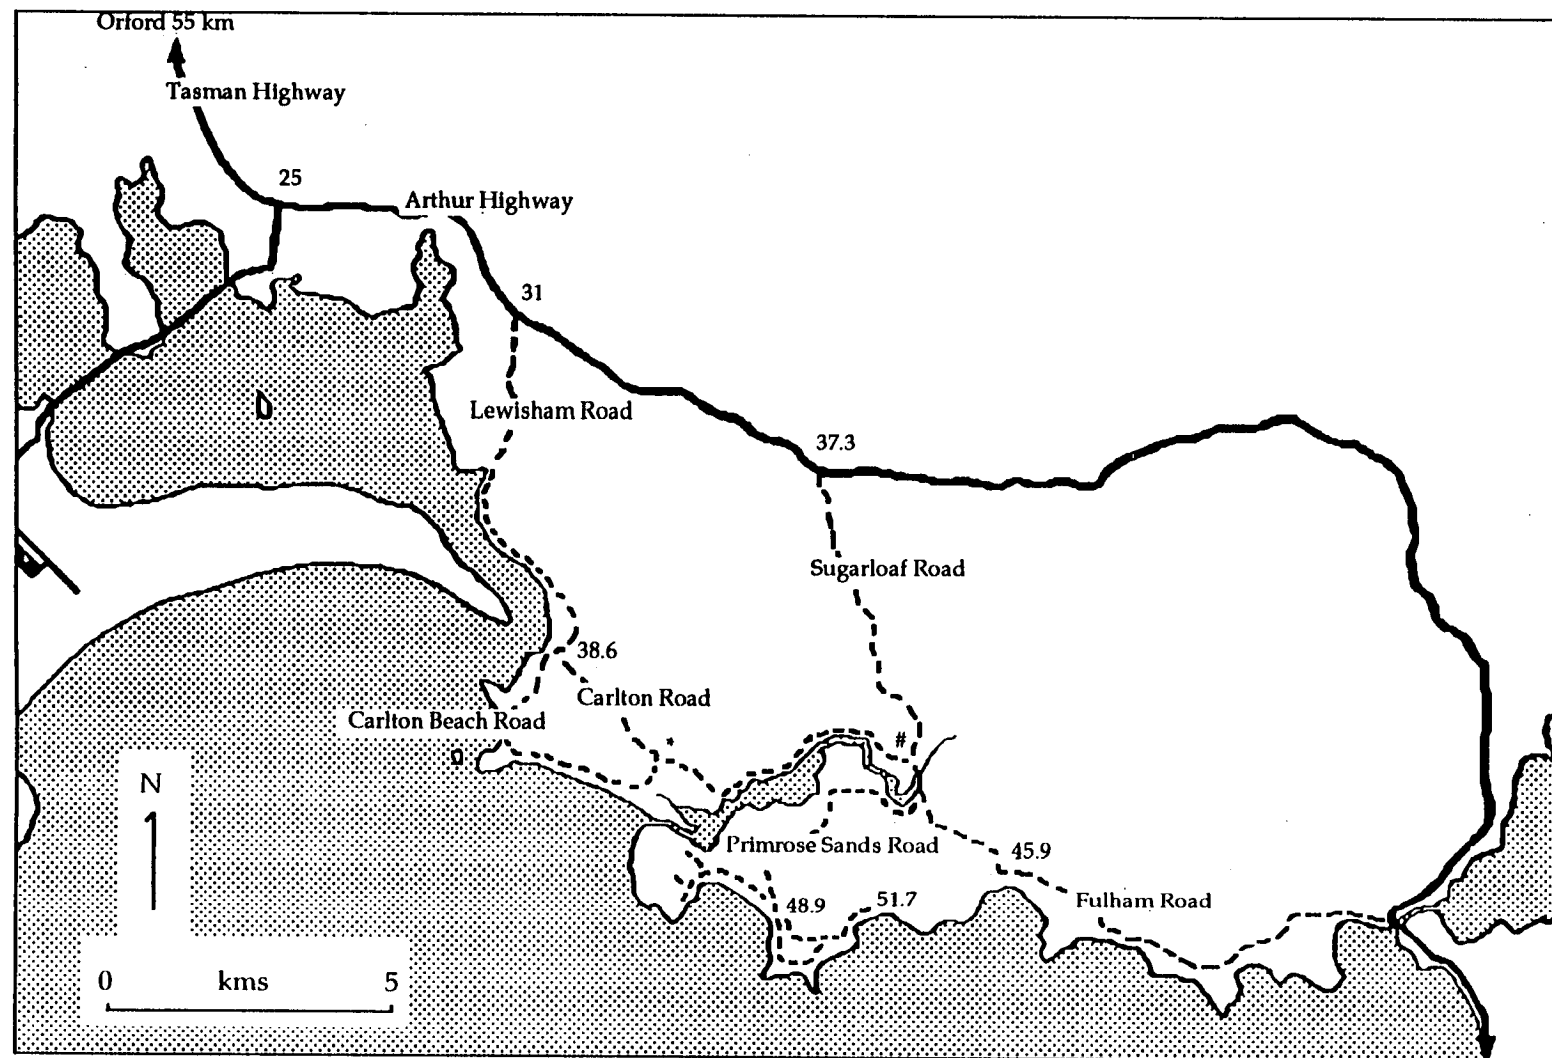 Orford 55 km
Tasman Highway
25
Arthur Highway
31
Lewisham Road
37.3
Sugarloaf Road
38.6
Carlton Road
Carlton Beach Road
*
#
N
Primrose Sands Road
45.9
48.9
51.7
Fulham Road
0 kms 5